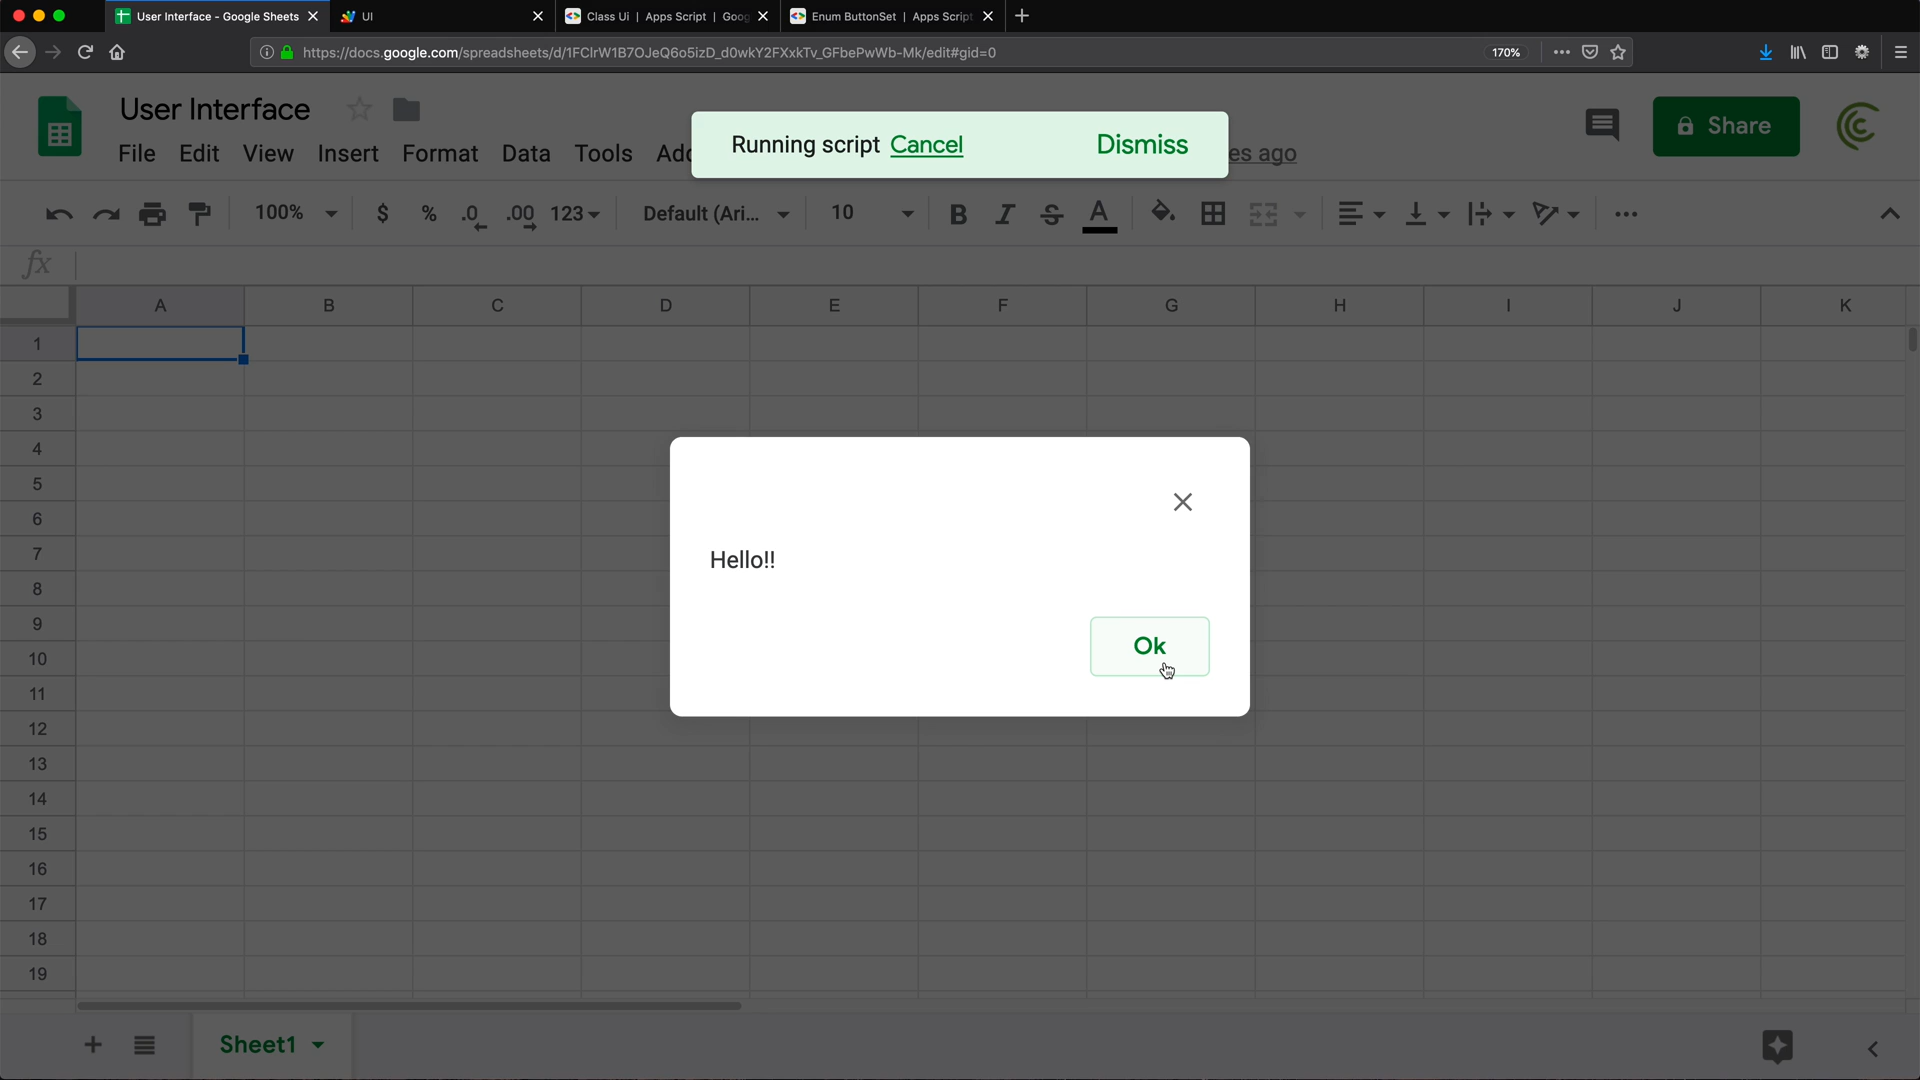 User Interface - Google Sheets
UI
Class Ui | Apps Script | Goog
Enum ButtonSet | Apps Script
https://docs.google.com/spreadsheets/d/1FClrW1B7OJeQ6o5izD_d0wkY2FXxkTv_GFbePwWb-Mk/edit#gid=0
170%
User Interface
Share
File Edit View Insert Format Data Tools Add
Running script Cancel Dismiss
es ago
100% $ % .0 .00 123 Default (Ari... 10 B I S A
fx
A B C D E F G H I J K
1
2
3
4
5
6
7
Hello!!
8
9
10
Ok
11
12
13
14
15
16
17
18
19
Sheet1